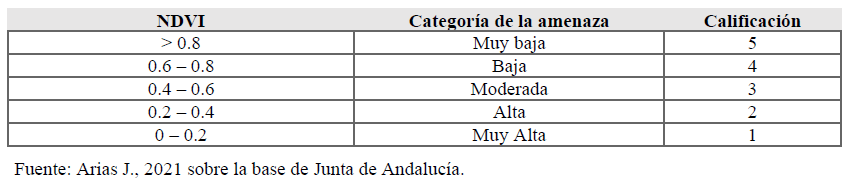 NDVI Categoría de la amenaza Calificación
> 0.8 Muy baja 5
0.6 – 0.8 Baja 4
0.4 – 0.6 Moderada 3
0.2 – 0.4 Alta 2
0 – 0.2 Muy Alta 1
Fuente: Arias J., 2021 sobre la base de Junta de Andalucía.